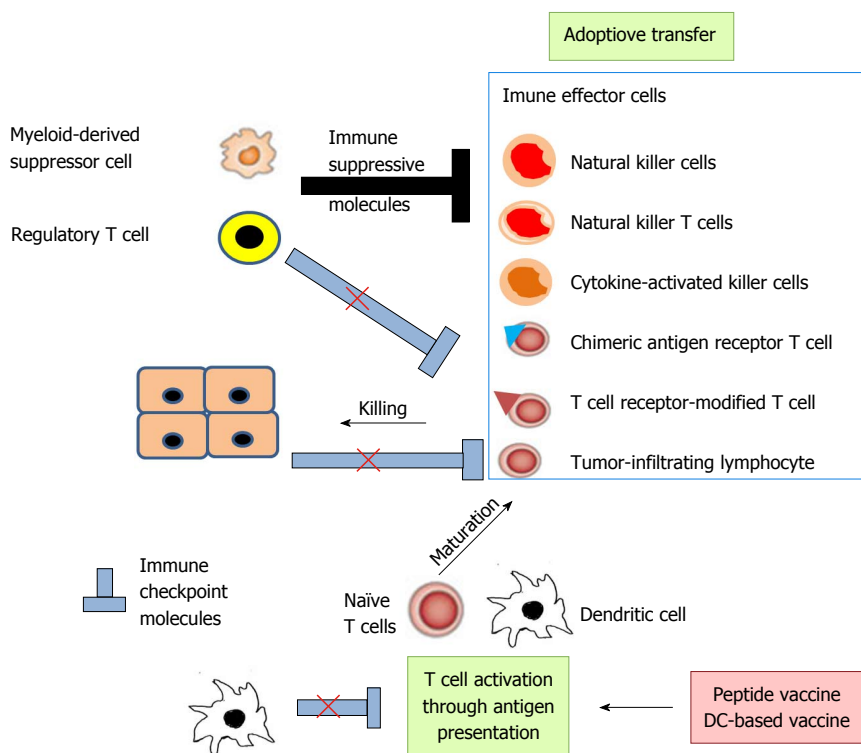 Adoptiove transfer
Imune effector cells
Myeloid-derived
suppressor cell
Immune
suppressive
molecules
Natural killer cells
Regulatory T cell
Natural killer T cells
Cytokine-activated killer cells
Chimeric antigen receptor T cell
Killing
T cell receptor-modified T cell
Tumor-infiltrating lymphocyte
Maturation
Immune
checkpoint
molecules
Naïve
T cells
Dendritic cell
T cell activation
through antigen
presentation
Peptide vaccine
DC-based vaccine